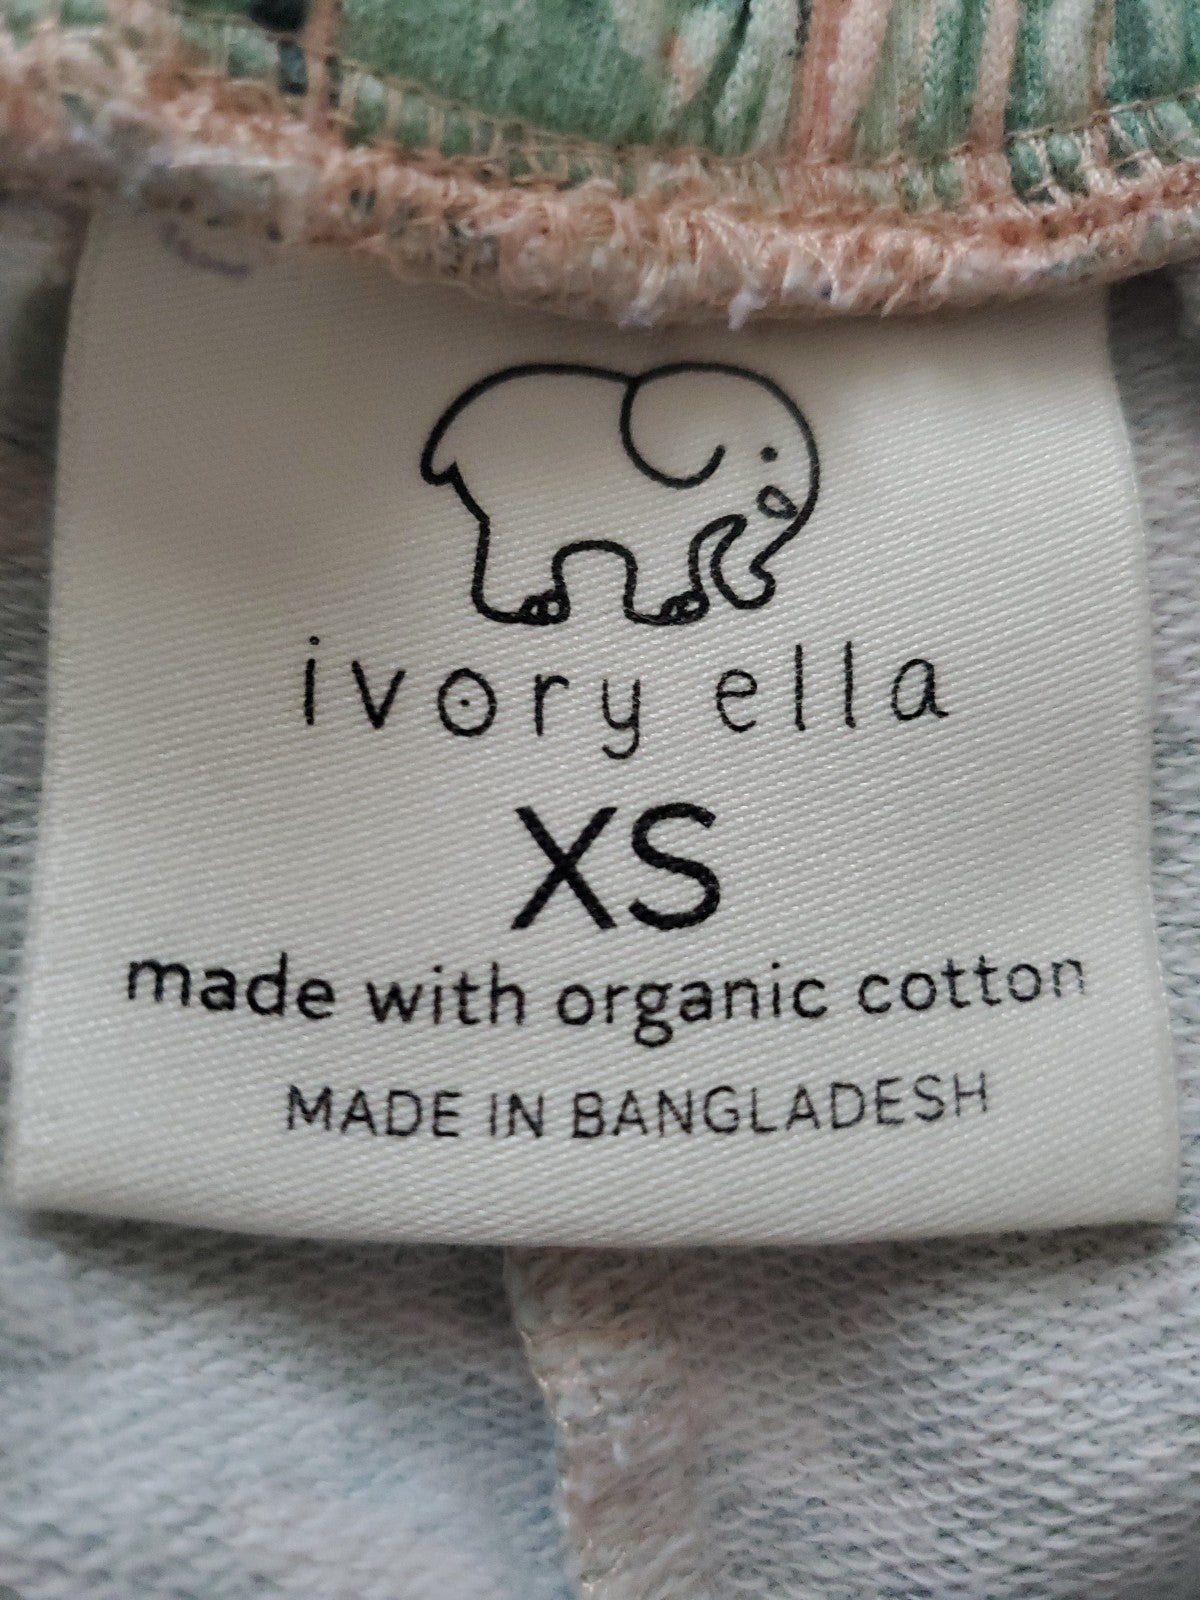 ivory ella
XS
made with organic cotton
MADE IN BANGLADESH